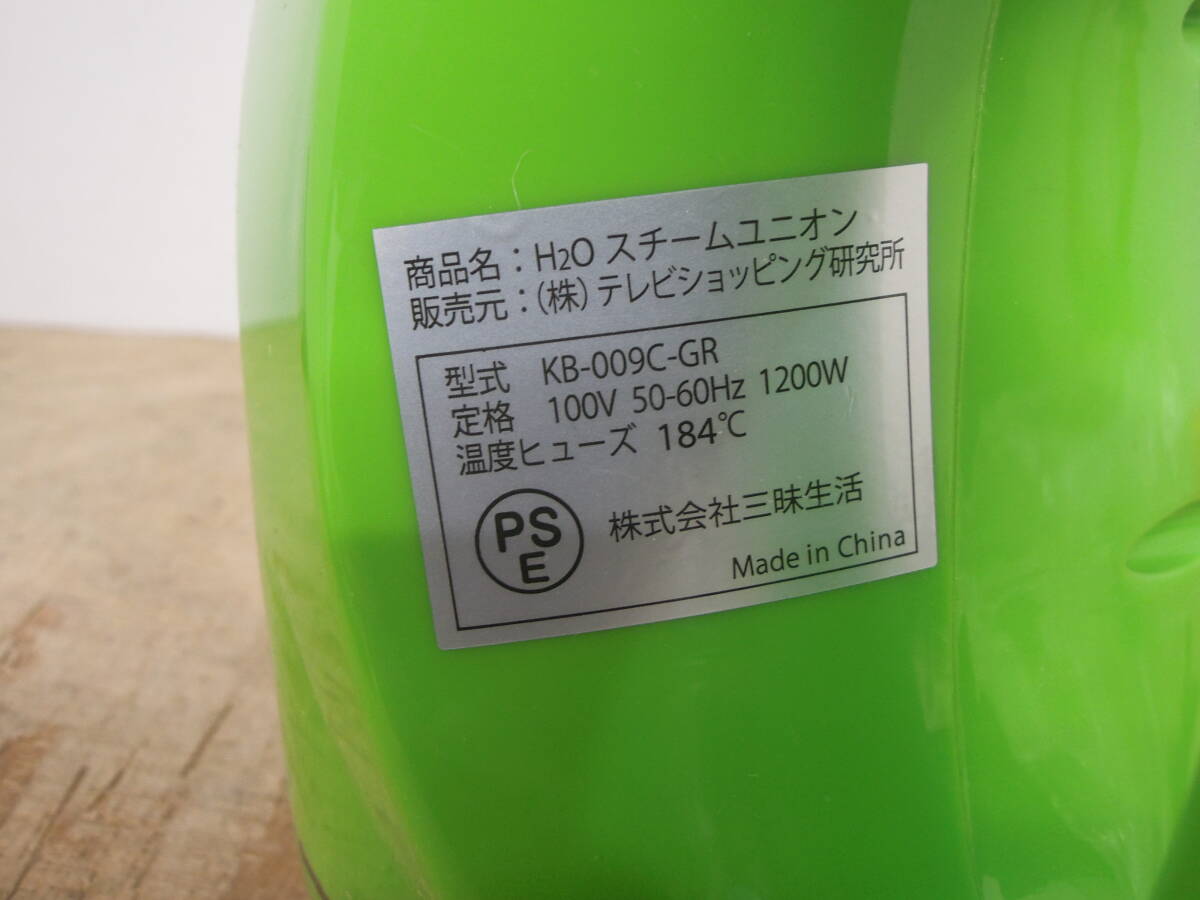 商品名：H2O スチームユニオン
販売元：(株) テレビショッピング研究所
型式 KB-009C-GR
定格 100V 50-60Hz 1200W
温度ヒューズ 184℃
PS
E
株式会社三昧生活
Made in China